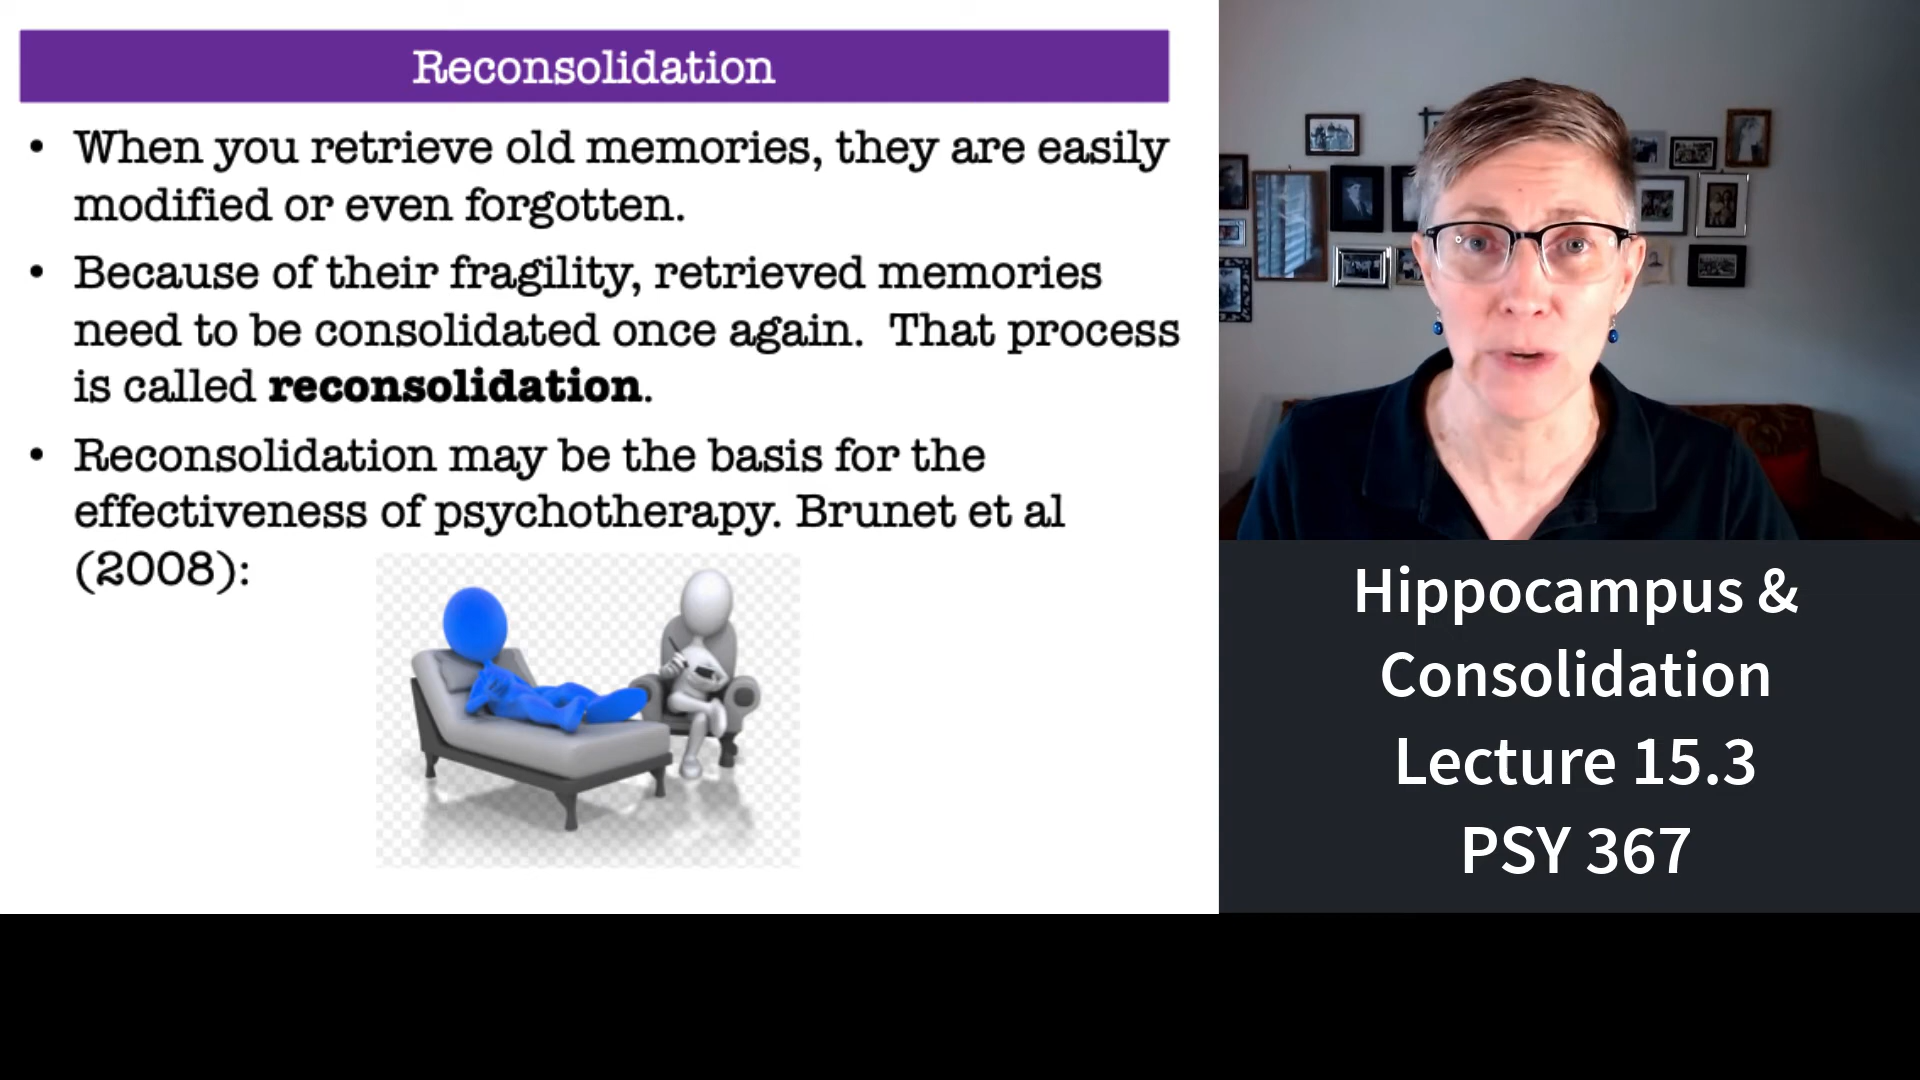 Reconsolidation
• When you retrieve old memories, they are easily
modified or even forgotten.
• Because of their fragility, retrieved memories
need to be consolidated once again.  That process
is called reconsolidation.
• Reconsolidation may be the basis for the
effectiveness of psychotherapy. Brunet et al
(2008):
Hippocampus &
Consolidation
Lecture 15.3
PSY 367